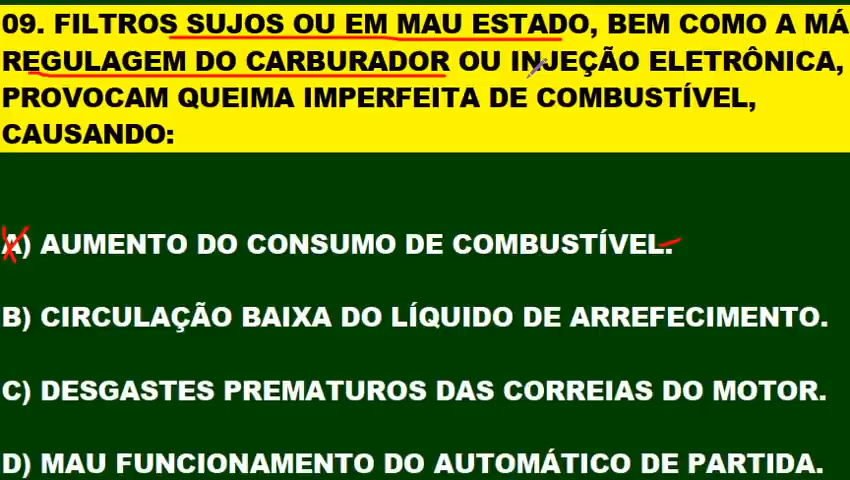 09. FILTROS SUJOS OU EM MAU ESTADO, BEM COMO A MÁ
REGULAGEM DO CARBURADOR OU INJEÇÃO ELETRÔNICA,
PROVOCAM QUEIMA IMPERFEITA DE COMBUSTÍVEL,
CAUSANDO:
A) AUMENTO DO CONSUMO DE COMBUSTÍVEL.
B) CIRCULAÇÃO BAIXA DO LÍQUIDO DE ARREFECIMENTO.
C) DESGASTES PREMATUROS DAS CORREIAS DO MOTOR.
D) MAU FUNCIONAMENTO DO AUTOMÁTICO DE PARTIDA.